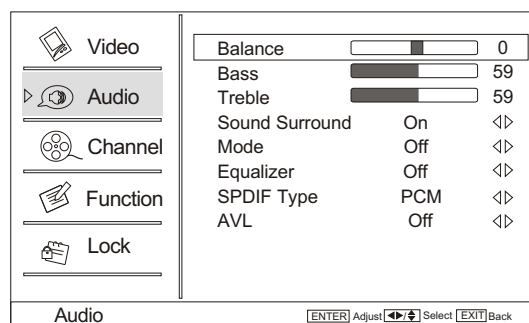 Video
Audio
Channel
Function
Lock
Balance 0
Bass 59
Treble 59
Sound Surround On
Mode Off
Equalizer Off
SPDIF Type PCM
AVL Off
Audio
ENTER Adjust ◀▶/▲▼ Select EXIT Back